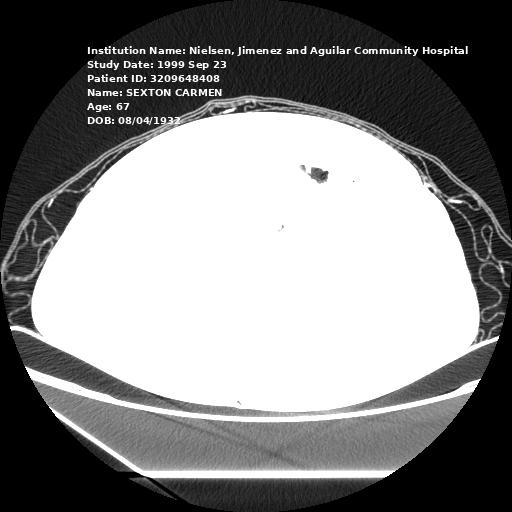 Institution Name: Nielsen, Jimenez and Aguilar Community Hospital
Study Date: 1999 Sep 23
Patient ID: 3209648408
Name: SEXTON CARMEN
Age: 67
DOB: 08/04/1932